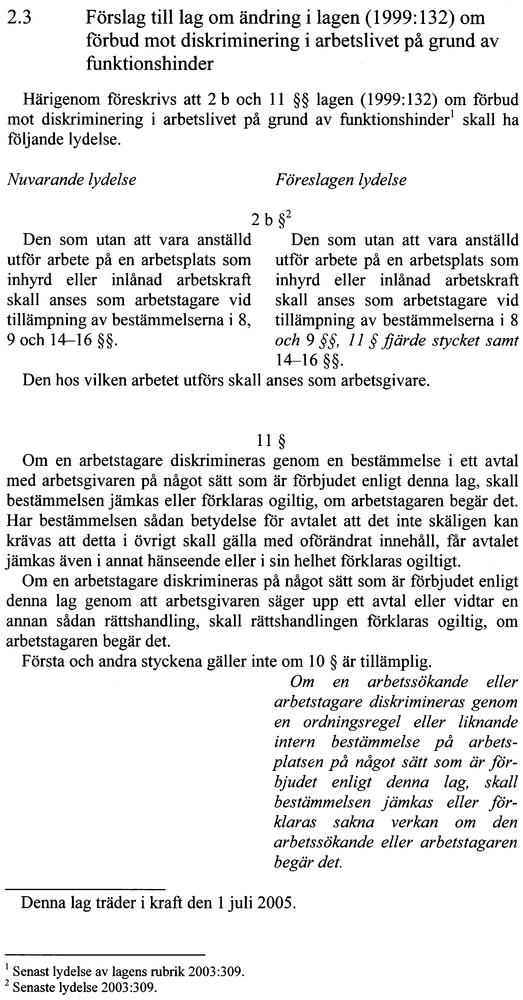 2.3 Förslag till lag om ändring i lagen (1999:132) om
förbud mot diskriminering i arbetslivet på grund av
funktionshinder
Härigenom föreskrivs att 2 b och 11 §§ lagen (1999:132) om förbud
mot diskriminering i arbetslivet på grund av funktionshinder¹ skall ha
följande lydelse.
Nuvarande lydelse
Föreslagen lydelse
2 b §²
Den som utan att vara anställd
utför arbete på en arbetsplats som
inhyrd eller inlånad arbetskraft
skall anses som arbetstagare vid
tillämpning av bestämmelserna i 8,
9 och 14–16 §§.
Den som utan att vara anställd
utför arbete på en arbetsplats som
inhyrd eller inlånad arbetskraft
skall anses som arbetstagare vid
tillämpning av bestämmelserna i 8
och 9 §§, 11 § fjärde stycket samt
14–16 §§.
Den hos vilken arbetet utförs skall anses som arbetsgivare.
11 §
Om en arbetstagare diskrimineras genom en bestämmelse i ett avtal
med arbetsgivaren på något sätt som är förbjudet enligt denna lag, skall
bestämmelsen jämkas eller förklaras ogiltig, om arbetstagaren begär det.
Har bestämmelsen sådan betydelse för avtalet att det inte skäligen kan
krävas att detta i övrigt skall gälla med oförändrat innehåll, får avtalet
jämkas även i annat hänseende eller i sin helhet förklaras ogiltigt.
Om en arbetstagare diskrimineras på något sätt som är förbjudet enligt
denna lag genom att arbetsgivaren säger upp ett avtal eller vidtar en
annan sådan rättshandling, skall rättshandlingen förklaras ogiltig, om
arbetstagaren begär det.
Första och andra styckena gäller inte om 10 § är tillämplig.
Om en arbetssökande eller
arbetstagare diskrimineras genom
en ordningsregel eller liknande
intern bestämmelse på arbets-
platsen på något sätt som är för-
bjudet enligt denna lag, skall
bestämmelsen jämkas eller för-
klaras sakna verkan om den
arbetssökande eller arbetstagaren
begär det.
Denna lag träder i kraft den 1 juli 2005.
¹ Senast lydelse av lagens rubrik 2003:309.
² Senaste lydelse 2003:309.